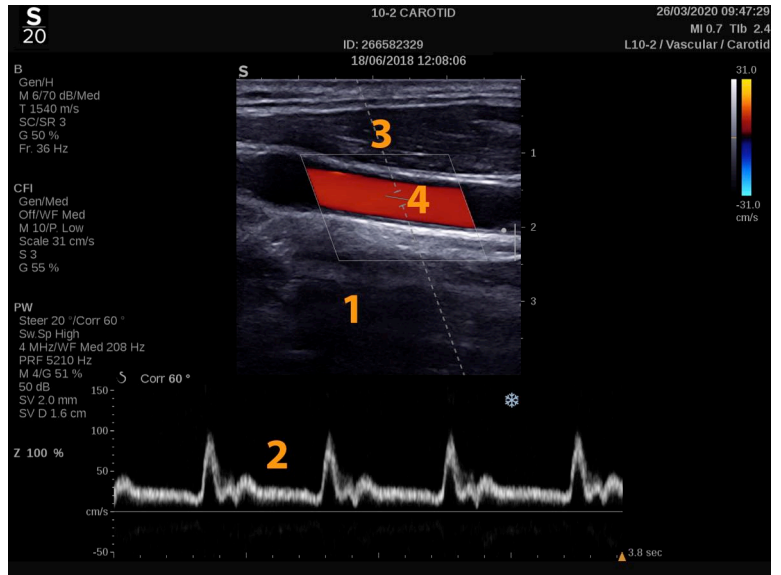 S
20
10-2 CAROTID
26/03/2020 09:47:29
MI 0.7 TIb 2.4
ID: 266582329
L10-2 / Vascular / Carotid
18/06/2018 12:08:06
B
Gen/H
M 6/70 dB/Med
T 1540 m/s
SC/SR 3
G 50 %
Fr. 36 Hz
CFI
Gen/Med
Off/WF Med
M 10/P. Low
Scale 31 cm/s
S 3
G 55 %
PW
Steer 20 °/Corr 60 °
Sw.Sp High
4 MHz/WF Med 208 Hz
PRF 5210 Hz
M 4/G 51 %
50 dB
SV 2.0 mm
SV D 1.6 cm
Z 100 %
S
3
4
1
1
2
3
31.0
-31.0
cm/s
Corr 60 °
150
100
50
cm/s
-50
2
3.8 sec